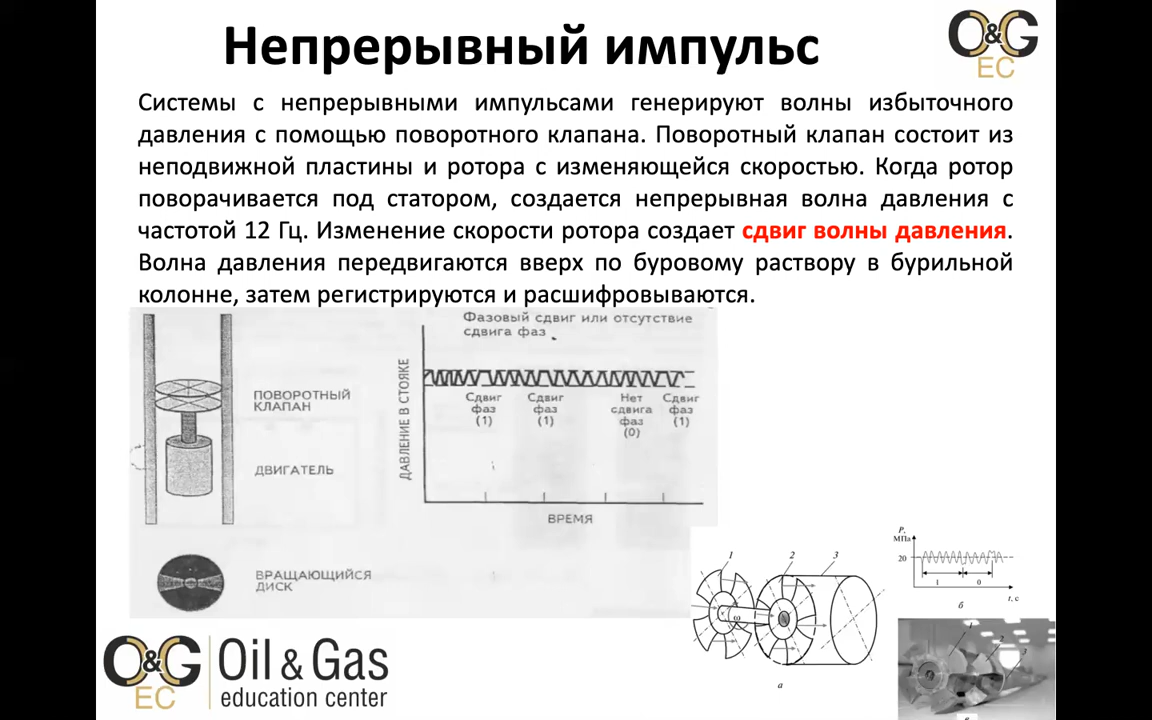 Непрерывный импульс
O&G
EC
Системы с непрерывными импульсами генерируют волны избыточного
давления с помощью поворотного клапана. Поворотный клапан состоит из
неподвижной пластины и ротора с изменяющейся скоростью. Когда ротор
поворачивается под статором, создается непрерывная волна давления с
частотой 12 Гц. Изменение скорости ротора создает сдвиг волны давления.
Волна давления передвигаются вверх по буровому раствору в бурильной
колонне, затем регистрируются и расшифровываются.
Фазовый сдвиг или отсутствие
сдвига фаз
ПОВОРОТНЫЙ
КЛАПАН
ДВИГАТЕЛЬ
ВРАЩАЮЩИЙСЯ
ДИСК
ДАВЛЕНИЕ В СТОЯКЕ
Сдвиг
фаз
(1)
Сдвиг
фаз
(1)
Нет
сдвига
фаз
(0)
Сдвиг
фаз
(1)
ВРЕМЯ
1
2
3
ω
а
P,
МПа
20
1
0
t, с
б
1
2
3
в
O&G
EC
Oil & Gas
education center